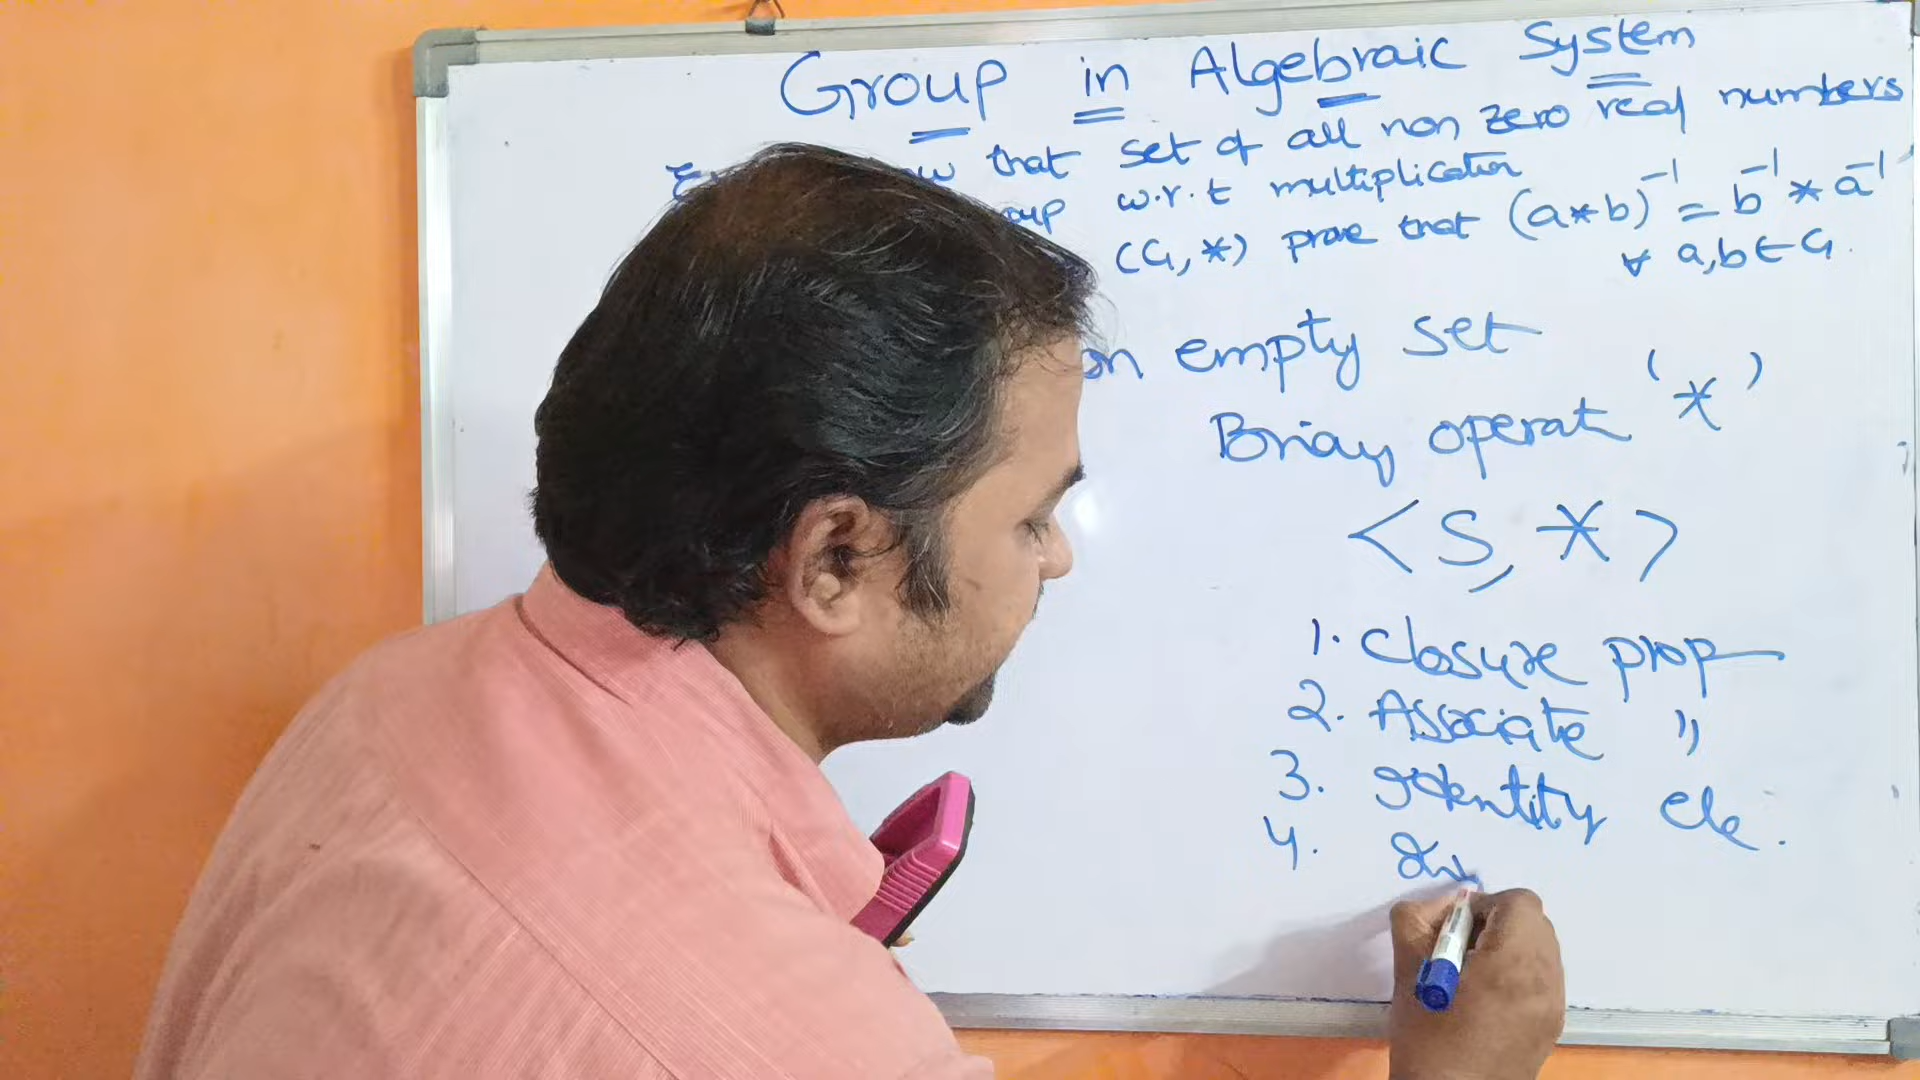 Group in Algebraic System
that set of all non zero real numbers
w.r.t multiplication
(G, *) prove that (a*b)⁻¹ = b⁻¹ * a⁻¹
∀ a,b ∈ G.
empty set
Briay operat '*'
<S, *>
1. Closure prop
2. Associate "
3. Identity ele.
4. Inv